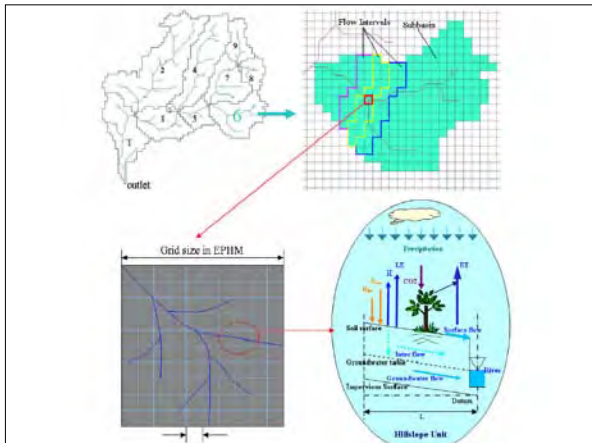 9
2
4
7
8
3
5
6
1
outlet
Flow Intervals
Subbasin
Grid size in EPHM
Precipitation
LE
ET
H
CO2
Soil surface
Surface flow
Inter flow
Groundwater table
River
Groundwater flow
Impervious Surface
Datum
L
Hillslope Unit